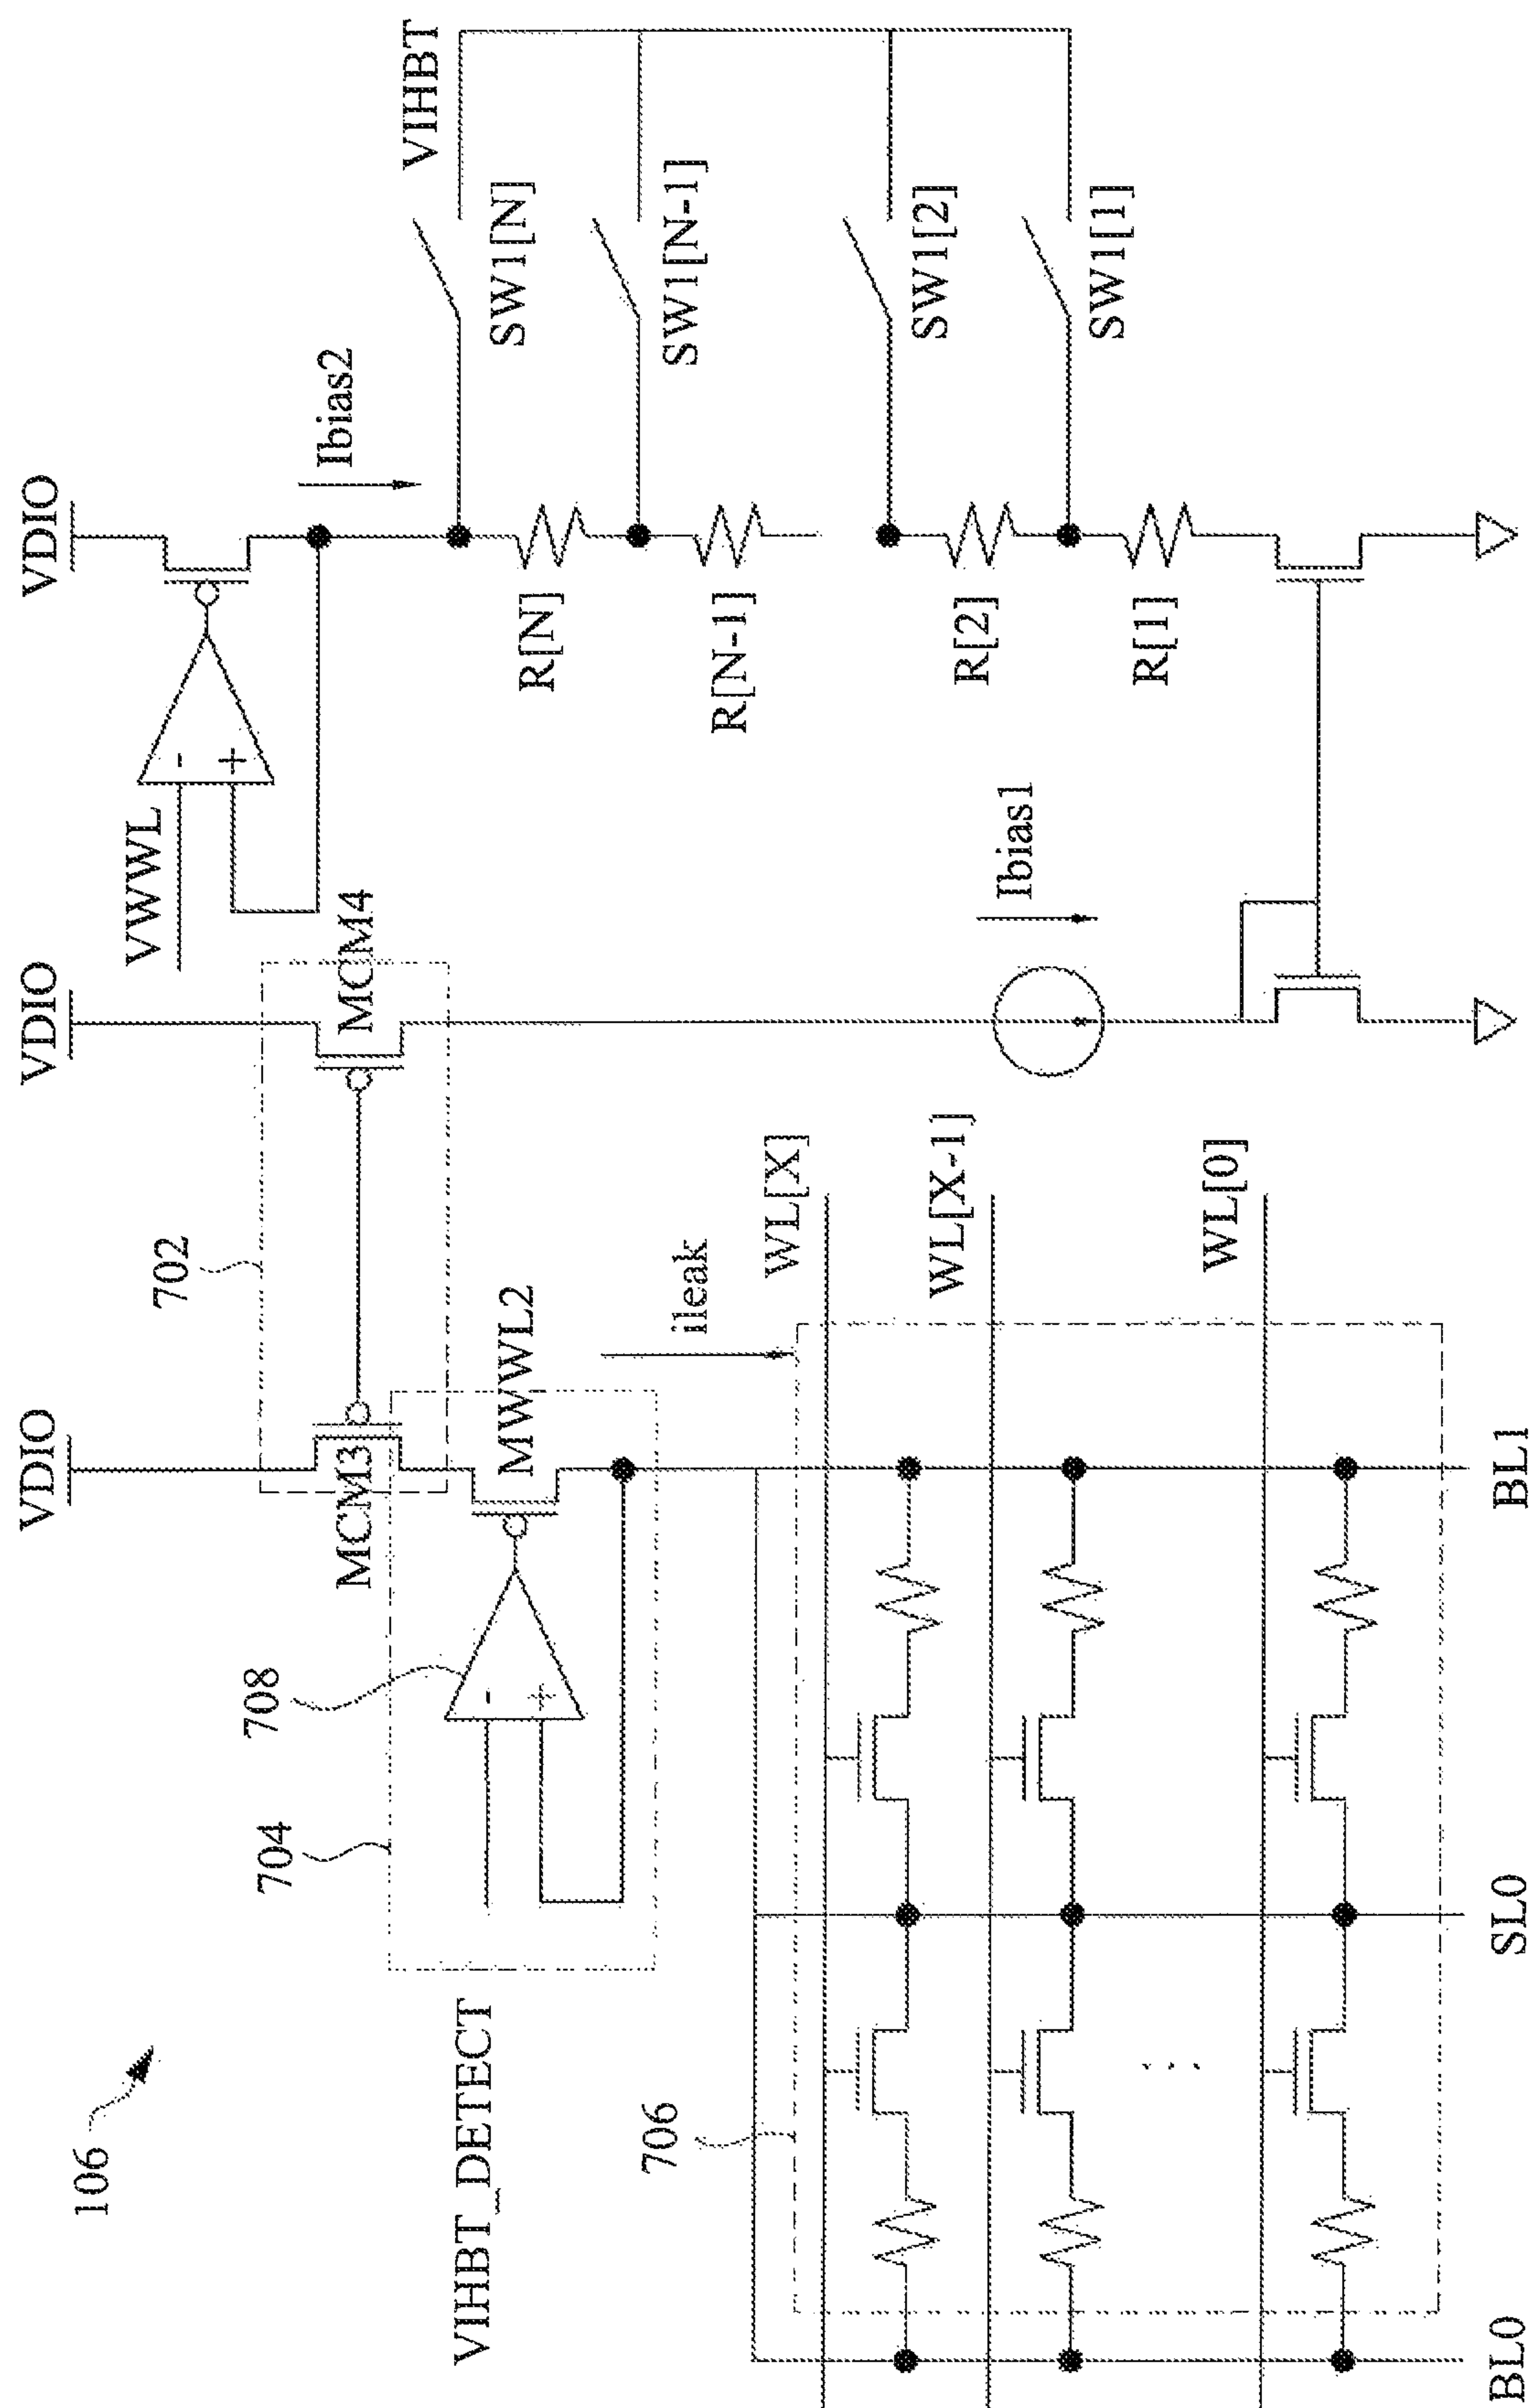 106
VDIO
VDIO
VDIO
702
MCM3
MCM4
VWWL
-
+
Ibias2
VIHBT
704
708
-
+
MWWL2
VIHBT_DETECT
SW1[N]
R[N]
SW1[N-1]
R[N-1]
ileak
706
WL[X]
WL[X-1]
WL[0]
SW1[2]
R[2]
Ibias1
SW1[1]
R[1]
BL0
SL0
BL1